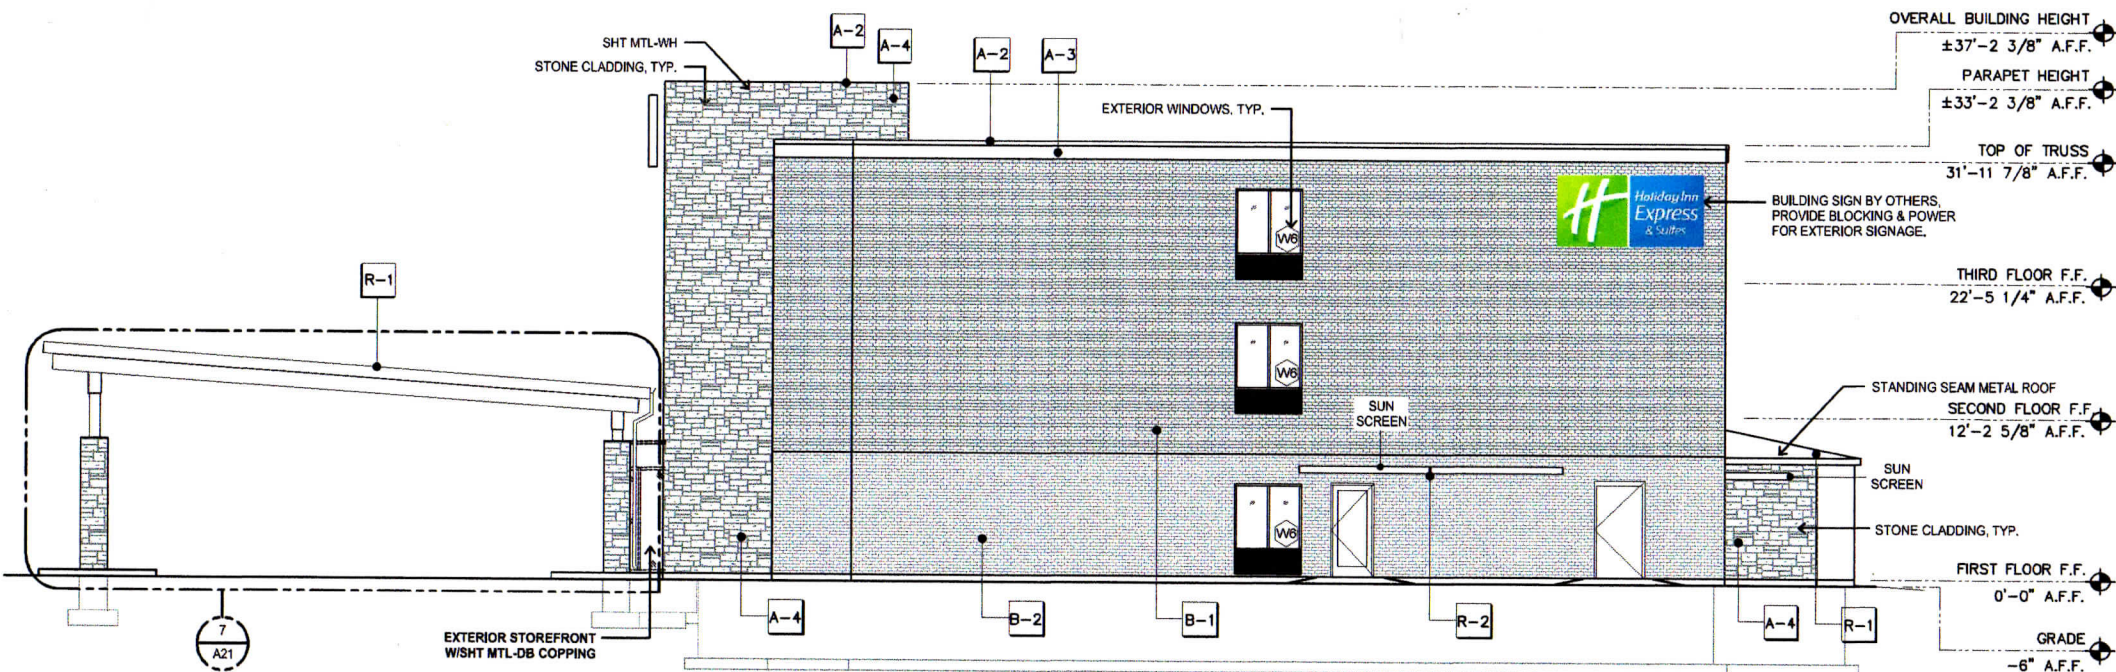 A-2
A-4
A-2
A-3
SHT MTL-WH
STONE CLADDING, TYP.
EXTERIOR WINDOWS, TYP.
OVERALL BUILDING HEIGHT
±37'-2 3/8" A.F.F.
PARAPET HEIGHT
±33'-2 3/8" A.F.F.
TOP OF TRUSS
31'-11 7/8" A.F.F.
Holiday Inn
Express
& Suites
H
BUILDING SIGN BY OTHERS,
PROVIDE BLOCKING & POWER
FOR EXTERIOR SIGNAGE.
W6
R-1
THIRD FLOOR F.F.
22'-5 1/4" A.F.F.
W6
STANDING SEAM METAL ROOF
SECOND FLOOR F.F.
12'-2 5/8" A.F.F.
SUN
SCREEN
SUN
SCREEN
W6
STONE CLADDING, TYP.
FIRST FLOOR F.F.
0'-0" A.F.F.
A-4
B-2
B-1
R-2
A-4
R-1
7
A21
EXTERIOR STOREFRONT
W/SHT MTL-DB COPPING
GRADE
-6" A.F.F.